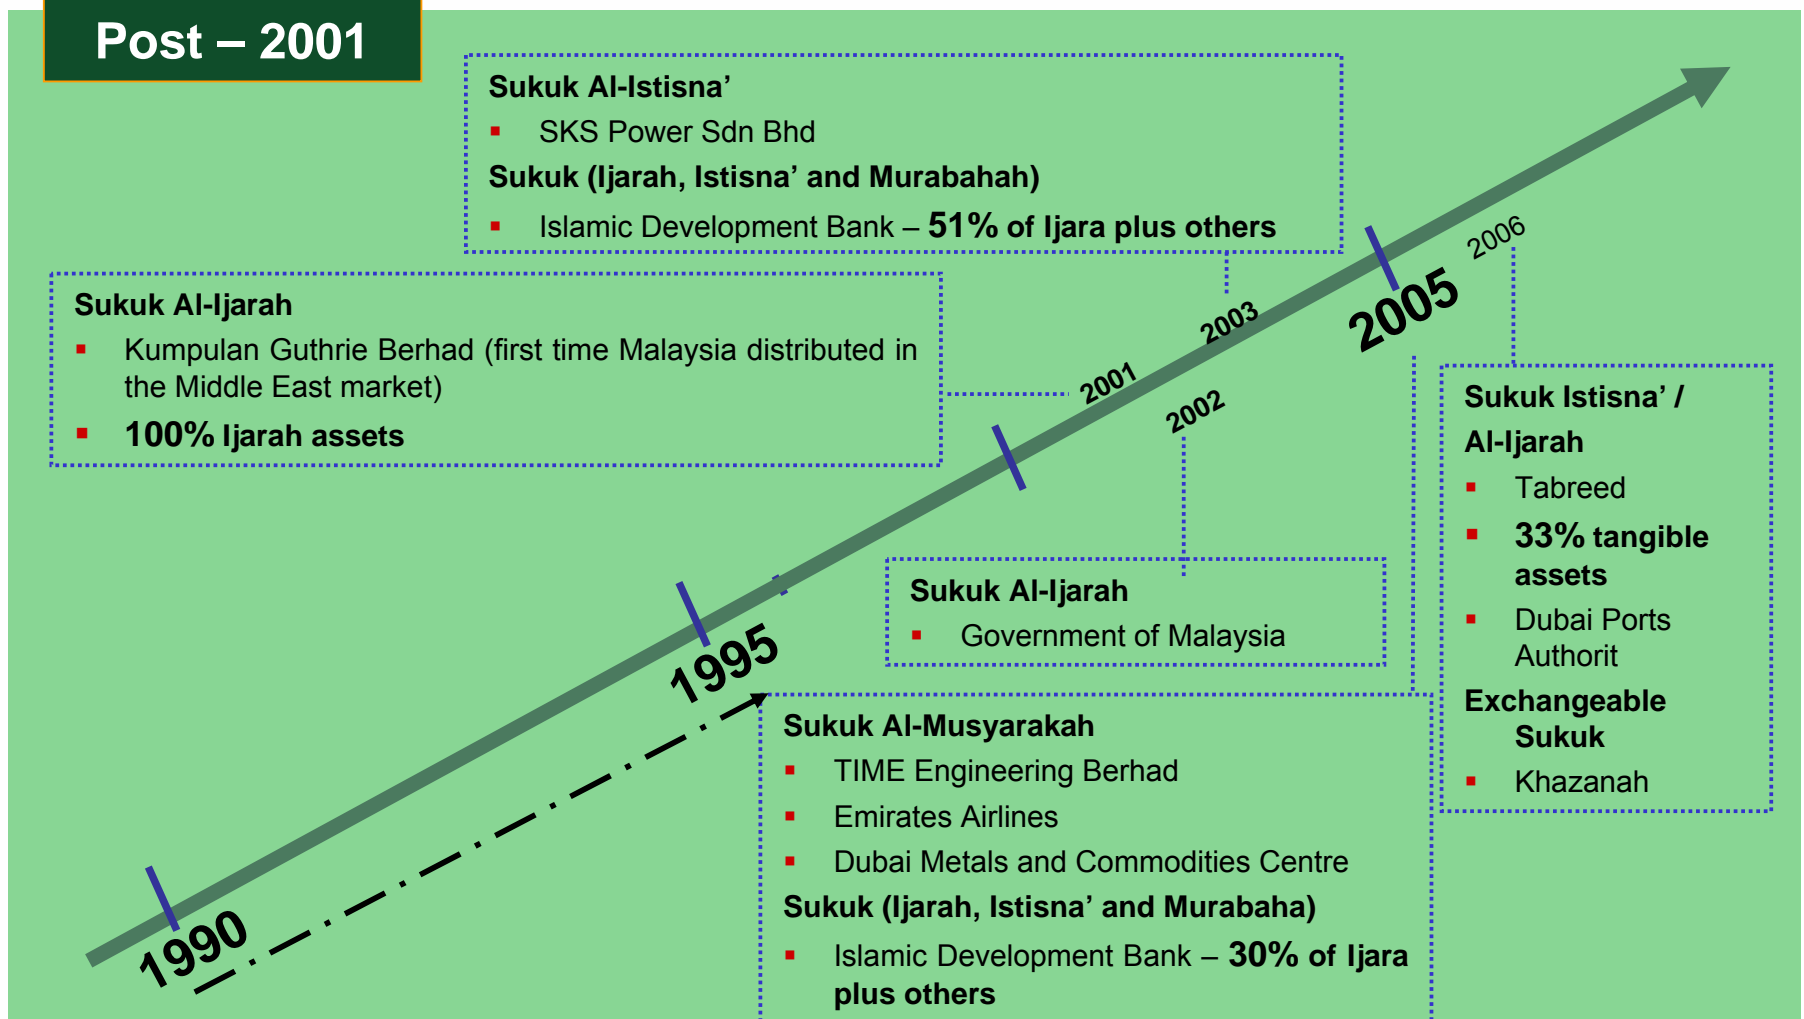 Post – 2001
Sukuk Al-Istisna’
▪ SKS Power Sdn Bhd
Sukuk (Ijarah, Istisna’ and Murabahah)
▪ Islamic Development Bank – 51% of Ijara plus others
Sukuk Al-Ijarah
▪ Kumpulan Guthrie Berhad (first time Malaysia distributed in
the Middle East market)
▪ 100% Ijarah assets
2006
2005
2003
2001
2002
Sukuk Istisna’ /
Al-Ijarah
▪ Tabreed
▪ 33% tangible
assets
▪ Dubai Ports
Authorit
Exchangeable
Sukuk
▪ Khazanah
Sukuk Al-Ijarah
▪ Government of Malaysia
1995
Sukuk Al-Musyarakah
▪ TIME Engineering Berhad
▪ Emirates Airlines
▪ Dubai Metals and Commodities Centre
Sukuk (Ijarah, Istisna’ and Murabaha)
▪ Islamic Development Bank – 30% of Ijara
plus others
1990